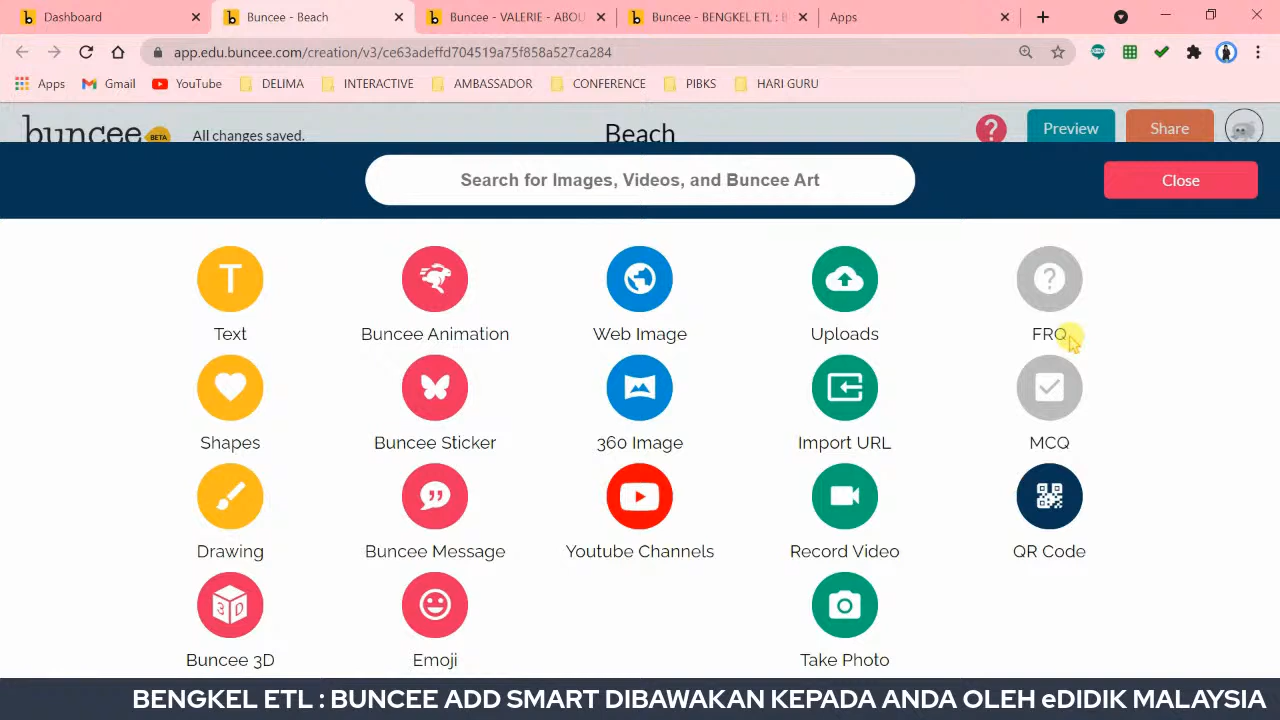 Dashboard
Buncee - Beach
Buncee - VALERIE - ABOU
Buncee - BENGKEL ETL : B
Apps
app.edu.buncee.com/creation/v3/ce63adeffd704519a75f858a527ca284
Apps
Gmail
YouTube
DELIMA
INTERACTIVE
AMBASSADOR
CONFERENCE
PIBKS
HARI GURU
buncee BETA
All changes saved.
Beach
?
Preview
Share
Search for Images, Videos, and Buncee Art
Close
T
?
Text
Buncee Animation
Web Image
Uploads
FRQ
Shapes
Buncee Sticker
360 Image
Import URL
MCQ
Drawing
Buncee Message
Youtube Channels
Record Video
QR Code
3D
Buncee 3D
Emoji
Take Photo
BENGKEL ETL : BUNCEE ADD SMART DIBAWAKAN KEPADA ANDA OLEH eDIDIK MALAYSIA